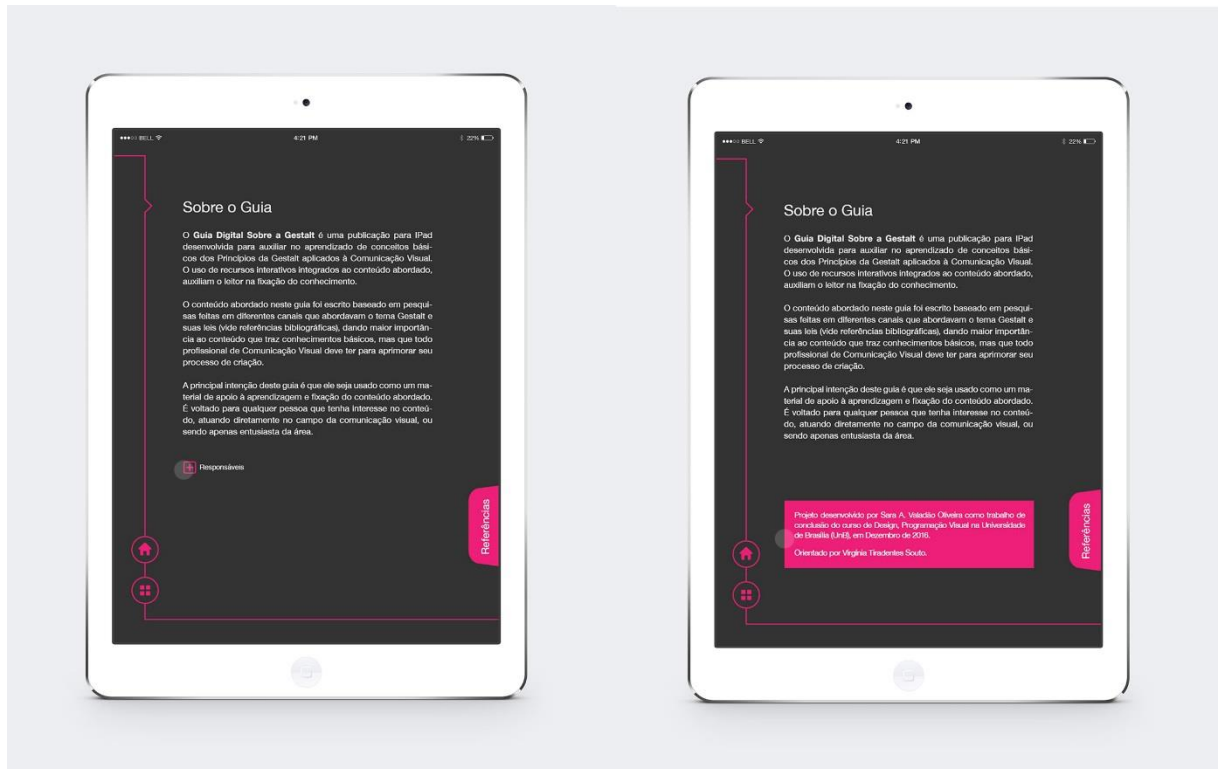 BELL 4:21 PM 22%
Sobre o Guia
O Guia Digital Sobre a Gestalt é uma publicação para IPad
desenvolvida para auxiliar no aprendizado de conceitos bási-
cos dos Princípios da Gestalt aplicados à Comunicação Visual.
O uso de recursos interativos integrados ao conteúdo abordado,
auxiliam o leitor na fixação do conhecimento.
O conteúdo abordado neste guia foi escrito baseado em pesqui-
sas feitas em diferentes canais que abordavam o tema Gestalt e
suas leis (vide referências bibliográficas), dando maior importân-
cia ao conteúdo que traz conhecimentos básicos, mas que todo
profissional de Comunicação Visual deve ter para aprimorar seu
processo de criação.
A principal intenção deste guia é que ele seja usado como um ma-
terial de apoio à aprendizagem e fixação do conteúdo abordado.
É voltado para qualquer pessoa que tenha interesse no conteú-
do, atuando diretamente no campo da comunicação visual, ou
sendo apenas entusiasta da área.
Responsáveis
Referências
BELL 4:21 PM 22%
Sobre o Guia
O Guia Digital Sobre a Gestalt é uma publicação para IPad
desenvolvida para auxiliar no aprendizado de conceitos bási-
cos dos Princípios da Gestalt aplicados à Comunicação Visual.
O uso de recursos interativos integrados ao conteúdo abordado,
auxiliam o leitor na fixação do conhecimento.
O conteúdo abordado neste guia foi escrito baseado em pesqui-
sas feitas em diferentes canais que abordavam o tema Gestalt e
suas leis (vide referências bibliográficas), dando maior importân-
cia ao conteúdo que traz conhecimentos básicos, mas que todo
profissional de Comunicação Visual deve ter para aprimorar seu
processo de criação.
A principal intenção deste guia é que ele seja usado como um ma-
terial de apoio à aprendizagem e fixação do conteúdo abordado.
É voltado para qualquer pessoa que tenha interesse no conteú-
do, atuando diretamente no campo da comunicação visual, ou
sendo apenas entusiasta da área.
Projeto desenvolvido por Sara A. Valadão Oliveira como trabalho de
conclusão do curso de Design, Programação Visual na Universidade
de Brasília (UnB), em Dezembro de 2016.
Orientado por Virgínia Tiradentes Souto.
Referências